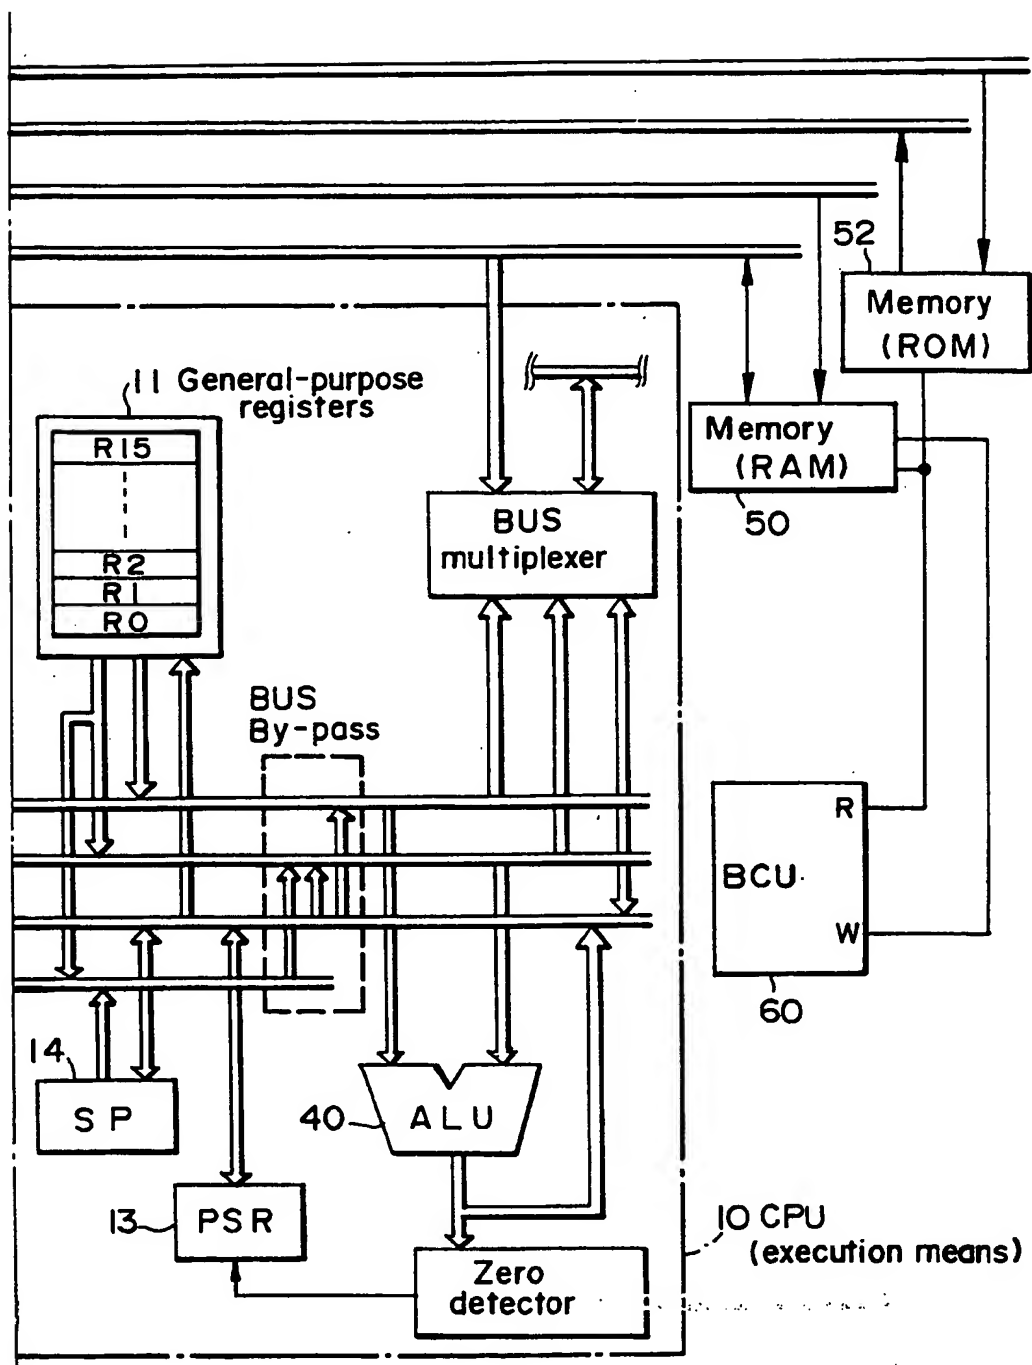 52
Memory
(ROM)
11 General-purpose
registers
R15
R2
R1
R0
BUS
multiplexer
Memory
(RAM)
50
BUS
By-pass
R
BCU
W
60
14
SP
40
ALU
13
PSR
10 CPU
(execution means)
Zero
detector